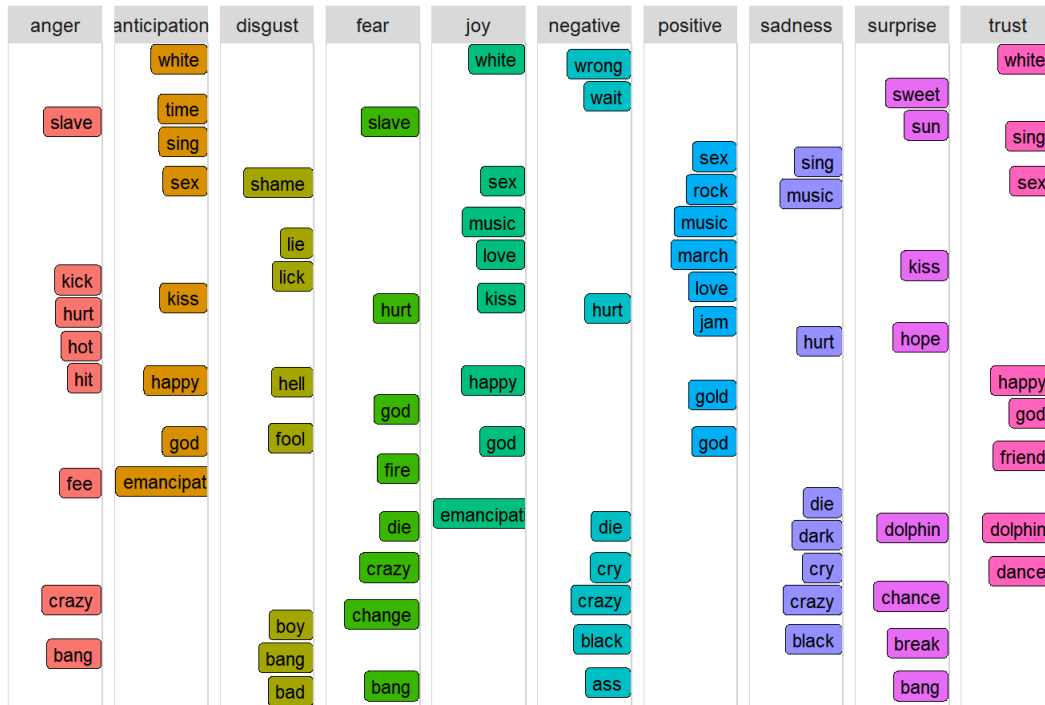 anger
anticipation
disgust
fear
joy
negative
positive
sadness
surprise
trust
slave
kick
hurt
hot
hit
fee
crazy
bang
white
time
sing
sex
kiss
happy
god
emancipat
shame
lie
lick
hell
fool
boy
bang
bad
slave
hurt
god
fire
die
crazy
change
bang
white
sex
music
love
kiss
happy
god
emancipat
wrong
wait
hurt
die
cry
crazy
black
ass
sex
rock
music
march
love
jam
gold
god
sing
music
hurt
die
dark
cry
crazy
black
sweet
sun
kiss
hope
dolphin
chance
break
bang
white
sing
sex
happy
god
friend
dolphin
dance